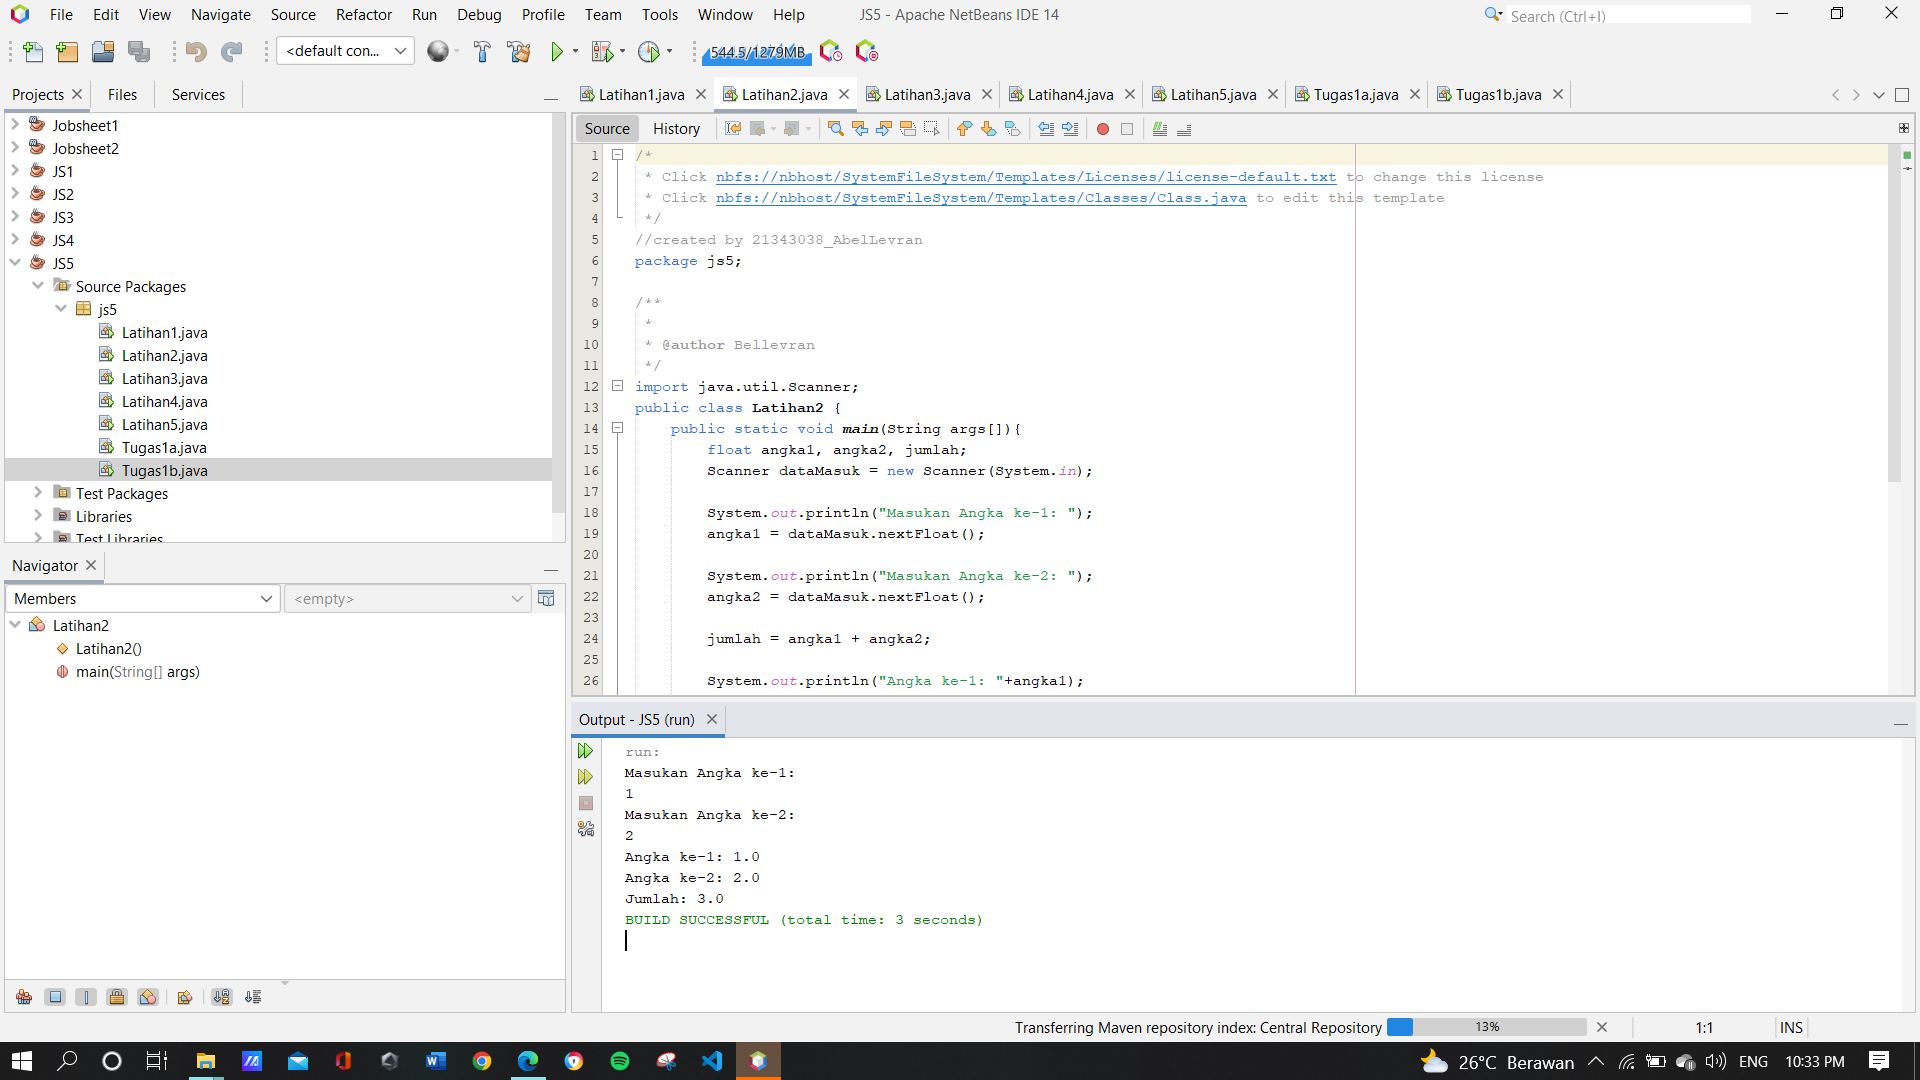 File Edit View Navigate Source Refactor Run Debug Profile Team Tools Window Help JS5 - Apache NetBeans IDE 14 Search (Ctrl+I)
<default con... 544.5/1279MB
Projects Files Services
Latihan1.java Latihan2.java Latihan3.java Latihan4.java Latihan5.java Tugas1a.java Tugas1b.java
Jobsheet1
Jobsheet2
JS1
JS2
JS3
JS4
JS5
Source Packages
js5
Latihan1.java
Latihan2.java
Latihan3.java
Latihan4.java
Latihan5.java
Tugas1a.java
Tugas1b.java
Test Packages
Libraries
Test Libraries
Navigator
Members <empty>
Latihan2
Latihan2()
main(String[] args)
Source History
1 /*
2 * Click nbfs://nbhost/SystemFileSystem/Templates/Licenses/license-default.txt to change this license
3 * Click nbfs://nbhost/SystemFileSystem/Templates/Classes/Class.java to edit this template
4 */
5 //created by 21343038_AbelLevran
6 package js5;
7
8 /**
9 *
10 * @author Bellevran
11 */
12 import java.util.Scanner;
13 public class Latihan2 {
14 public static void main(String args[]){
15 float angka1, angka2, jumlah;
16 Scanner dataMasuk = new Scanner(System.in);
17
18 System.out.println("Masukan Angka ke-1: ");
19 angka1 = dataMasuk.nextFloat();
20
21 System.out.println("Masukan Angka ke-2: ");
22 angka2 = dataMasuk.nextFloat();
23
24 jumlah = angka1 + angka2;
25
26 System.out.println("Angka ke-1: "+angka1);
Output - JS5 (run)
run:
Masukan Angka ke-1:
1
Masukan Angka ke-2:
2
Angka ke-1: 1.0
Angka ke-2: 2.0
Jumlah: 3.0
BUILD SUCCESSFUL (total time: 3 seconds)
Transferring Maven repository index: Central Repository 13% 1:1 INS
26°C Berawan ENG 10:33 PM